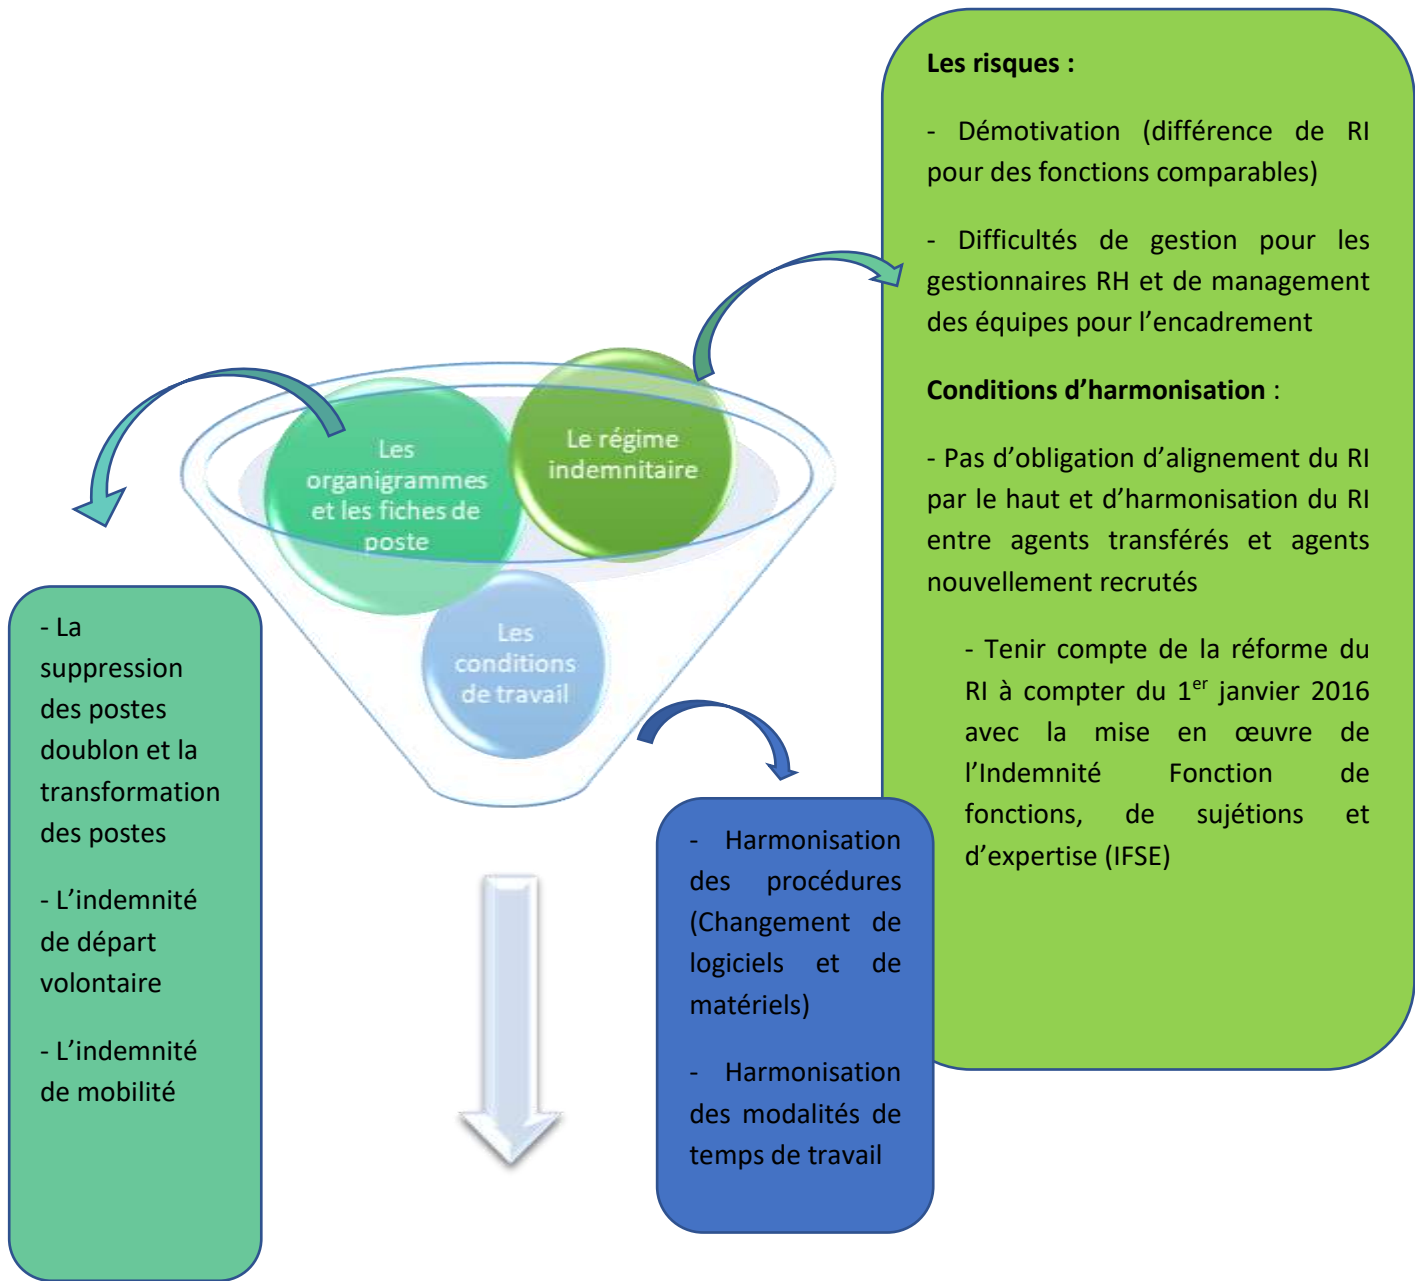 Les risques :
- Démotivation (différence de RI
pour des fonctions comparables)
- Difficultés de gestion pour les
gestionnaires RH et de management
des équipes pour l’encadrement
Conditions d’harmonisation :
- Pas d’obligation d’alignement du RI
par le haut et d’harmonisation du RI
entre agents transférés et agents
nouvellement recrutés
- Tenir compte de la réforme du
RI à compter du 1er janvier 2016
avec la mise en œuvre de
l’Indemnité Fonction de
fonctions, de sujétions et
d’expertise (IFSE)
Le régime
indemnitaire
Les
organigrammes
et les fiches de
poste
Les
conditions
de travail
- La
suppression
des postes
doublon et la
transformation
des postes
- L’indemnité
de départ
volontaire
- L’indemnité
de mobilité
- Harmonisation
des procédures
(Changement de
logiciels et de
matériels)
- Harmonisation
des modalités de
temps de travail